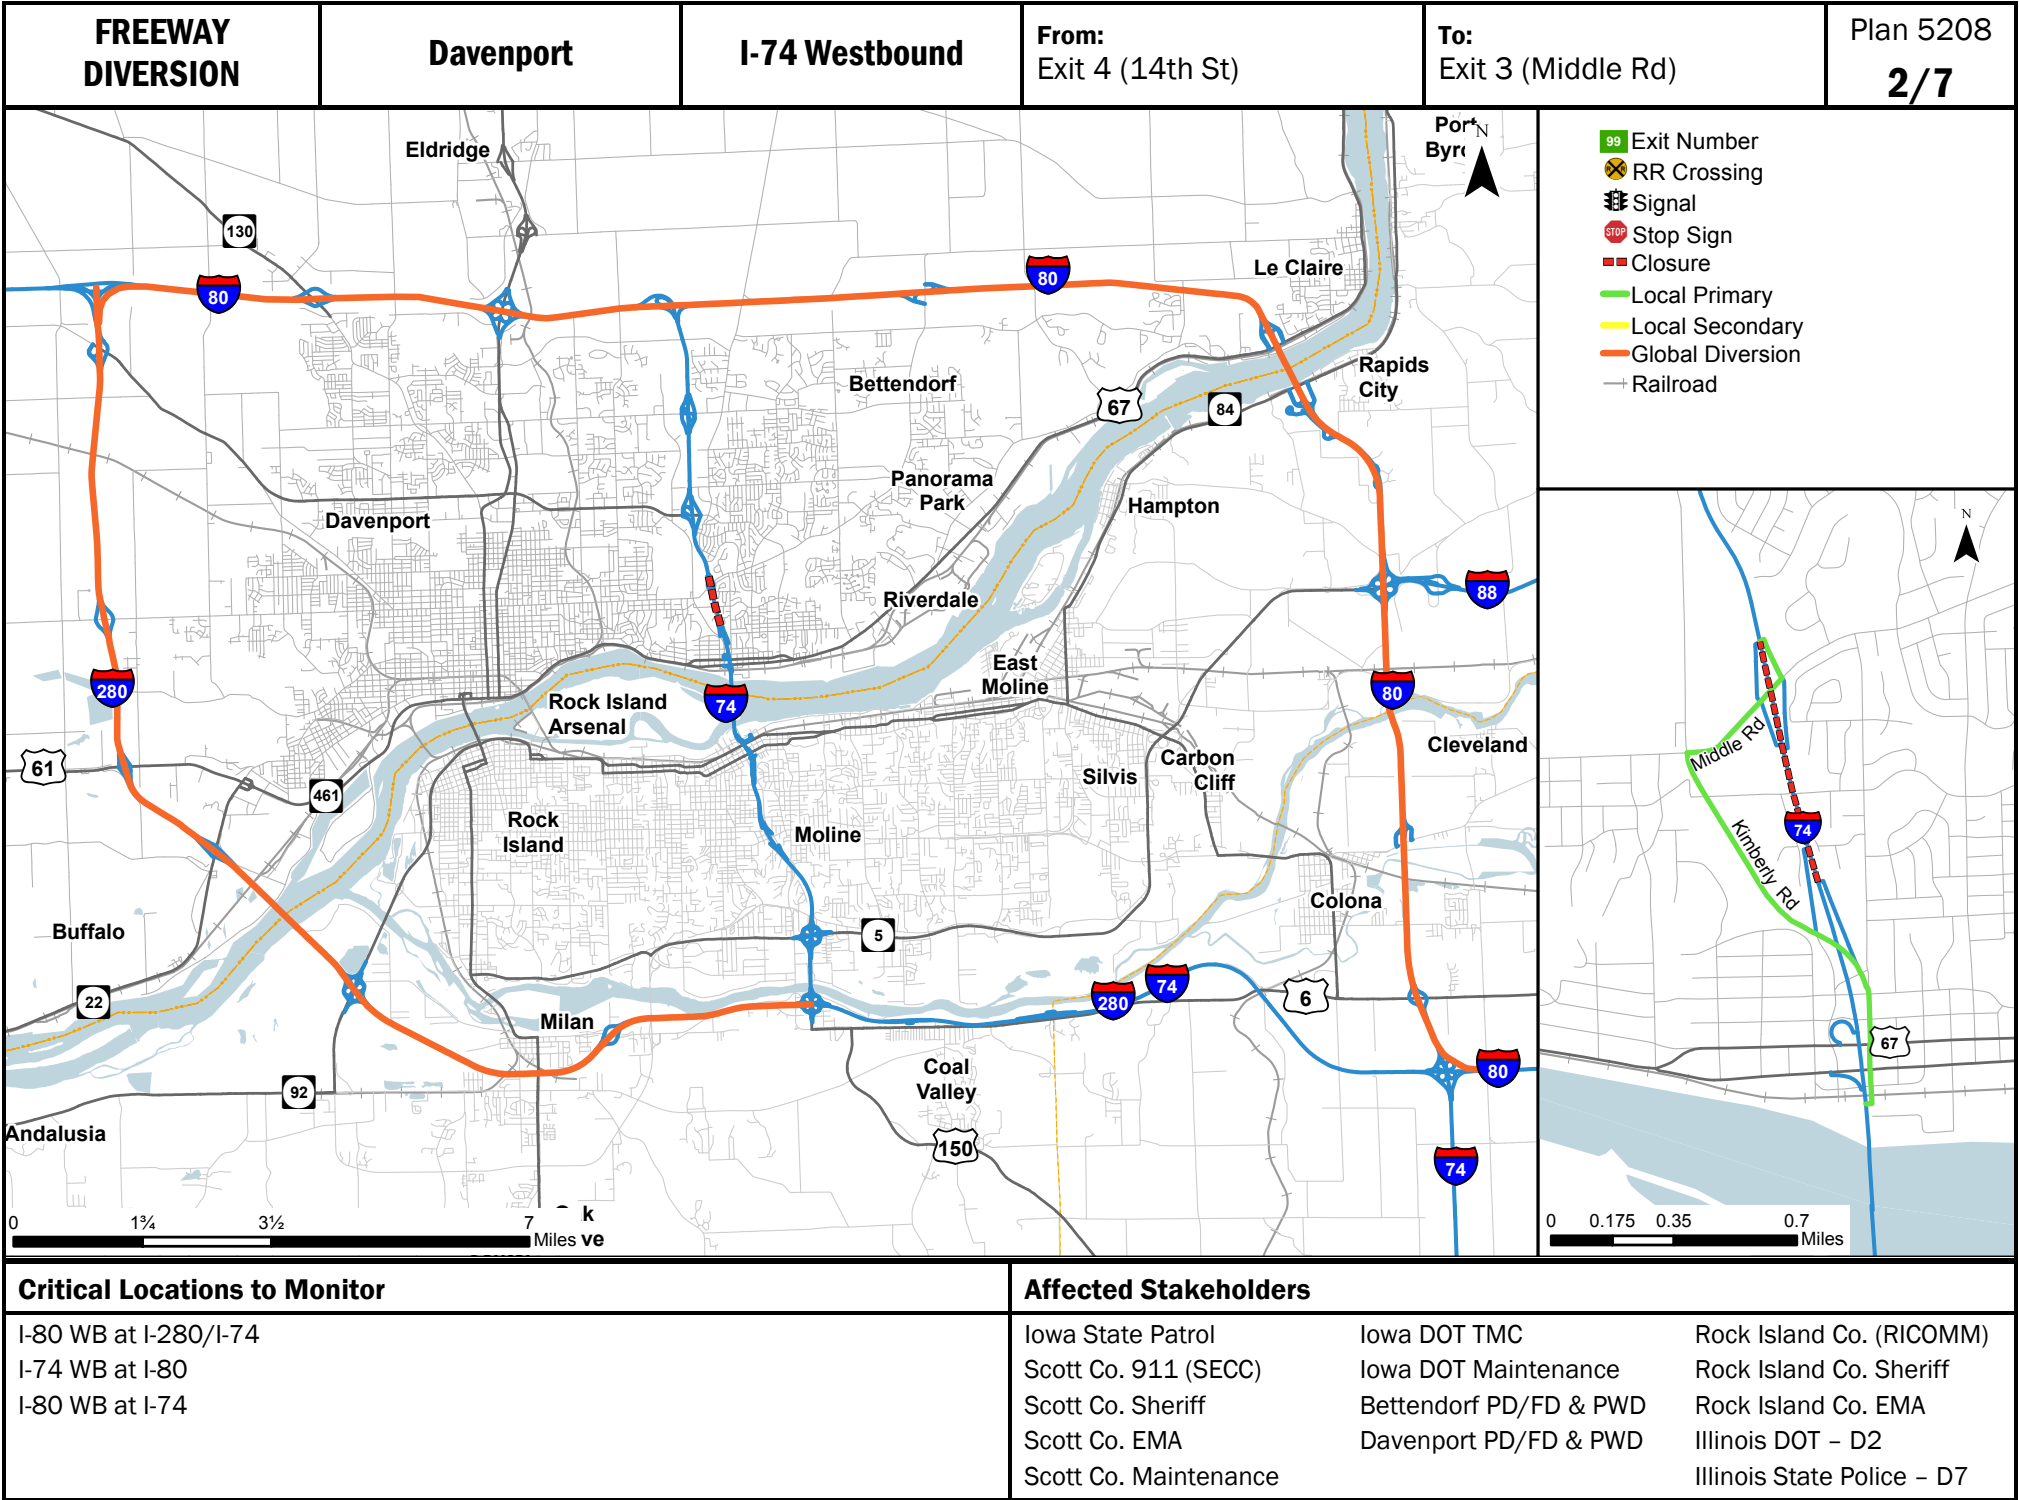 FREEWAY
DIVERSION
Davenport
I-74 Westbound
From:
Exit 4 (14th St)
To:
Exit 3 (Middle Rd)
Plan 5208
2/7
Eldridge
N
130
80
80
Le Claire
Rapids
City
Bettendorf
67
84
Panorama
Park
Hampton
Davenport
88
Riverdale
280
East
Moline
80
Rock Island
Arsenal
74
Cleveland
61
Carbon
Cliff
Silvis
461
Rock
Island
Moline
Colona
Buffalo
5
74
280
6
22
Milan
Coal
Valley
80
92
Andalusia
150
74
0 1¾ 3½ 7
Miles
99 Exit Number
RR Crossing
Signal
STOP Stop Sign
Closure
Local Primary
Local Secondary
Global Diversion
Railroad
N
Middle Rd
74
Kimberly Rd
67
0 0.175 0.35 0.7
Miles
Critical Locations to Monitor
I-80 WB at I-280/I-74
I-74 WB at I-80
I-80 WB at I-74
Affected Stakeholders
Iowa State Patrol
Scott Co. 911 (SECC)
Scott Co. Sheriff
Scott Co. EMA
Scott Co. Maintenance
Iowa DOT TMC
Iowa DOT Maintenance
Bettendorf PD/FD & PWD
Davenport PD/FD & PWD
Rock Island Co. (RICOMM)
Rock Island Co. Sheriff
Rock Island Co. EMA
Illinois DOT – D2
Illinois State Police – D7